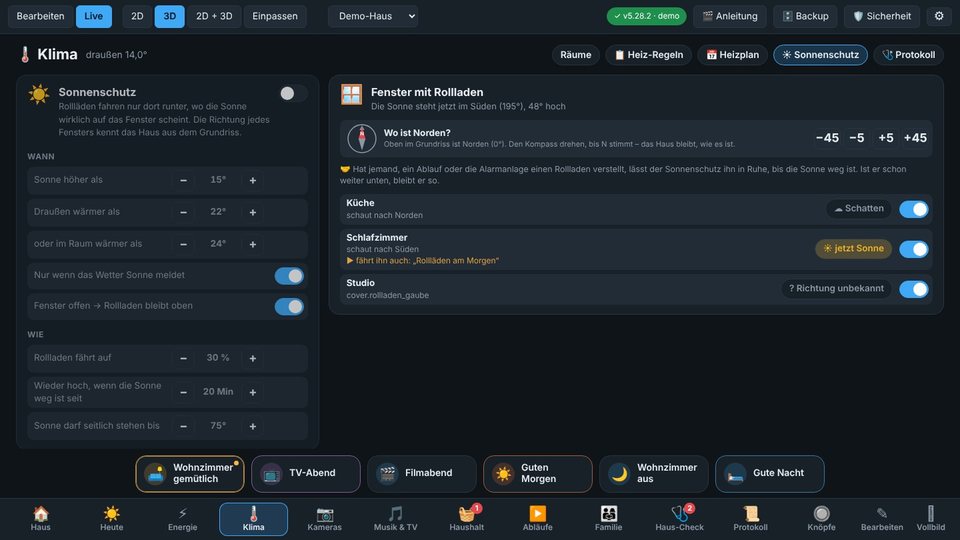 Bearbeiten Live 2D 3D 2D + 3D Einpassen Demo-Haus ✓ v5.28.2 · demo Anleitung Backup Sicherheit
Klima draußen 14,0°
Räume Heiz-Regeln Heizplan Sonnenschutz Protokoll
Sonnenschutz
Rollläden fahren nur dort runter, wo die Sonne
wirklich auf das Fenster scheint. Die Richtung jedes
Fensters kennt das Haus aus dem Grundriss.
WANN
Sonne höher als − 15° +
Draußen wärmer als − 22° +
oder im Raum wärmer als − 24° +
Nur wenn das Wetter Sonne meldet
Fenster offen → Rollladen bleibt oben
WIE
Rollladen fährt auf − 30 % +
Wieder hoch, wenn die Sonne
weg ist seit − 20 Min +
Sonne darf seitlich stehen bis − 75° +
Fenster mit Rollladen
Die Sonne steht jetzt im Süden (195°), 48° hoch
N
Wo ist Norden?
Oben im Grundriss ist Norden (0°). Den Kompass drehen, bis N stimmt – das Haus bleibt, wie es ist.
−45 −5 +5 +45
Hat jemand, ein Ablauf oder die Alarmanlage einen Rollladen verstellt, lässt der Sonnenschutz ihn in Ruhe, bis die Sonne weg ist. Ist er schon
weiter unten, bleibt er so.
Küche
schaut nach Norden
Schatten
Schlafzimmer
schaut nach Süden
▶ fährt ihn auch: „Rollläden am Morgen“
jetzt Sonne
Studio
cover.rollladen_gaube
? Richtung unbekannt
Wohnzimmer
gemütlich
TV-Abend
Filmabend
Guten
Morgen
Wohnzimmer
aus
Gute Nacht
Haus Heute Energie Klima Kameras Musik & TV Haushalt 1 Abläufe Familie Haus-Check 2 Protokoll Knöpfe Bearbeiten Vollbild